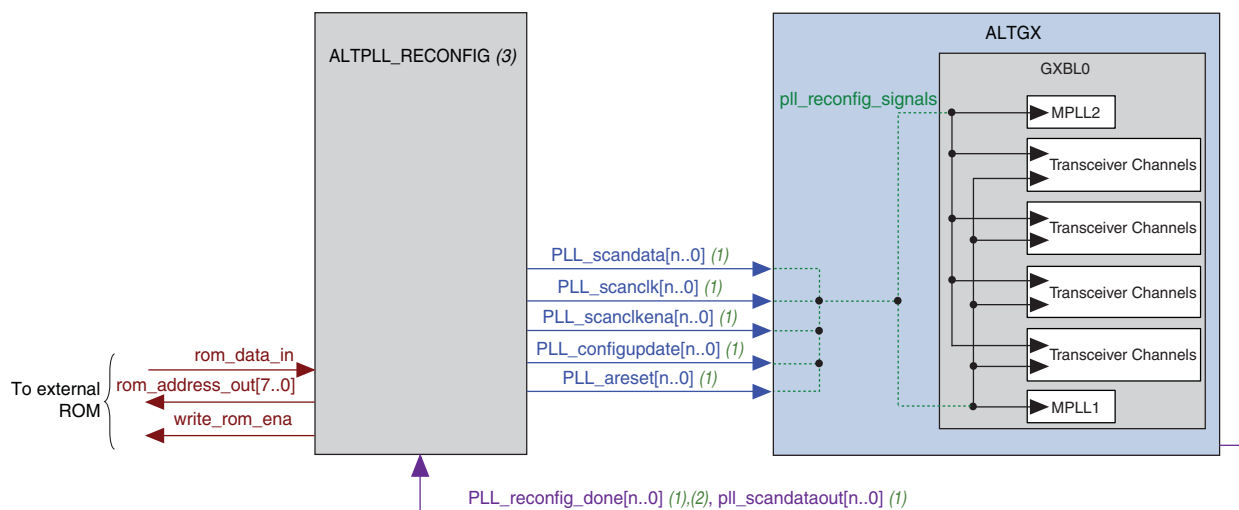 ALTPLL_RECONFIG (3)
ALTGX
GXBL0
pll_reconfig_signals
MPLL2
Transceiver Channels
Transceiver Channels
Transceiver Channels
Transceiver Channels
MPLL1
PLL_scandata[n..0] (1)
PLL_scanclk[n..0] (1)
PLL_scanclkena[n..0] (1)
PLL_configupdate[n..0] (1)
PLL_areset[n..0] (1)
To external
ROM
rom_data_in
rom_address_out[7..0]
write_rom_ena
PLL_reconfig_done[n..0] (1),(2), pll_scandataout[n..0] (1)